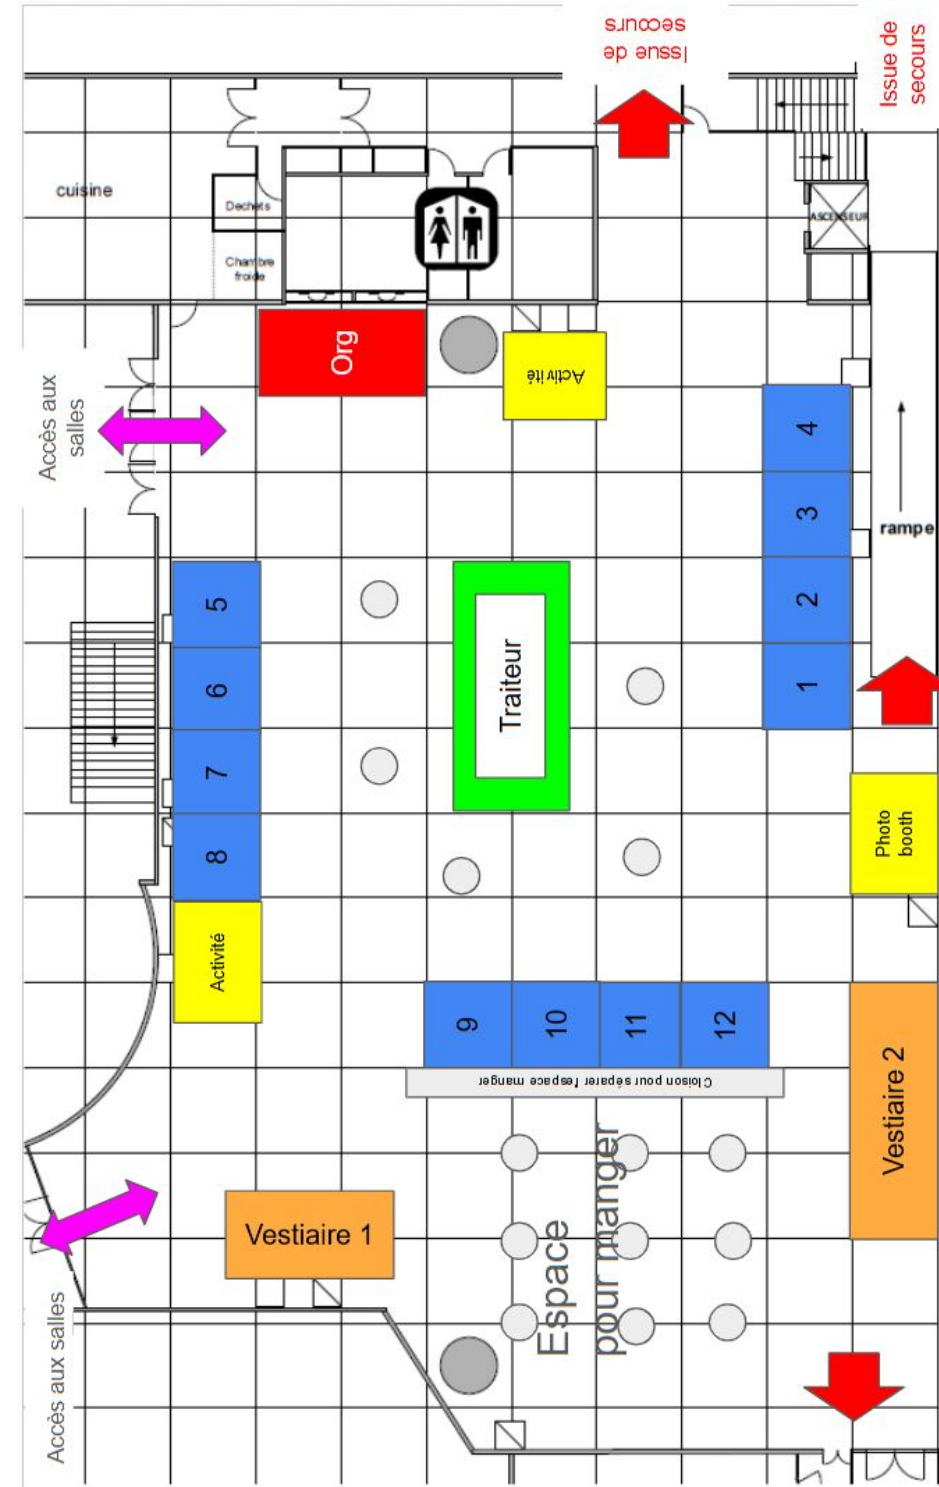 Issue de
secours
Issue de
secours
cuisine
Dechets
Chambre
froide
ASCENSEUR
Org
Activité
Accès aux
salles
4
3
2
1
rampe
5
6
7
8
Traiteur
Photo
booth
Activité
9
10
11
12
Cloison pour séparer l'espace manger
Vestiaire 2
Vestiaire 1
Espace
pour manger
Accès aux salles